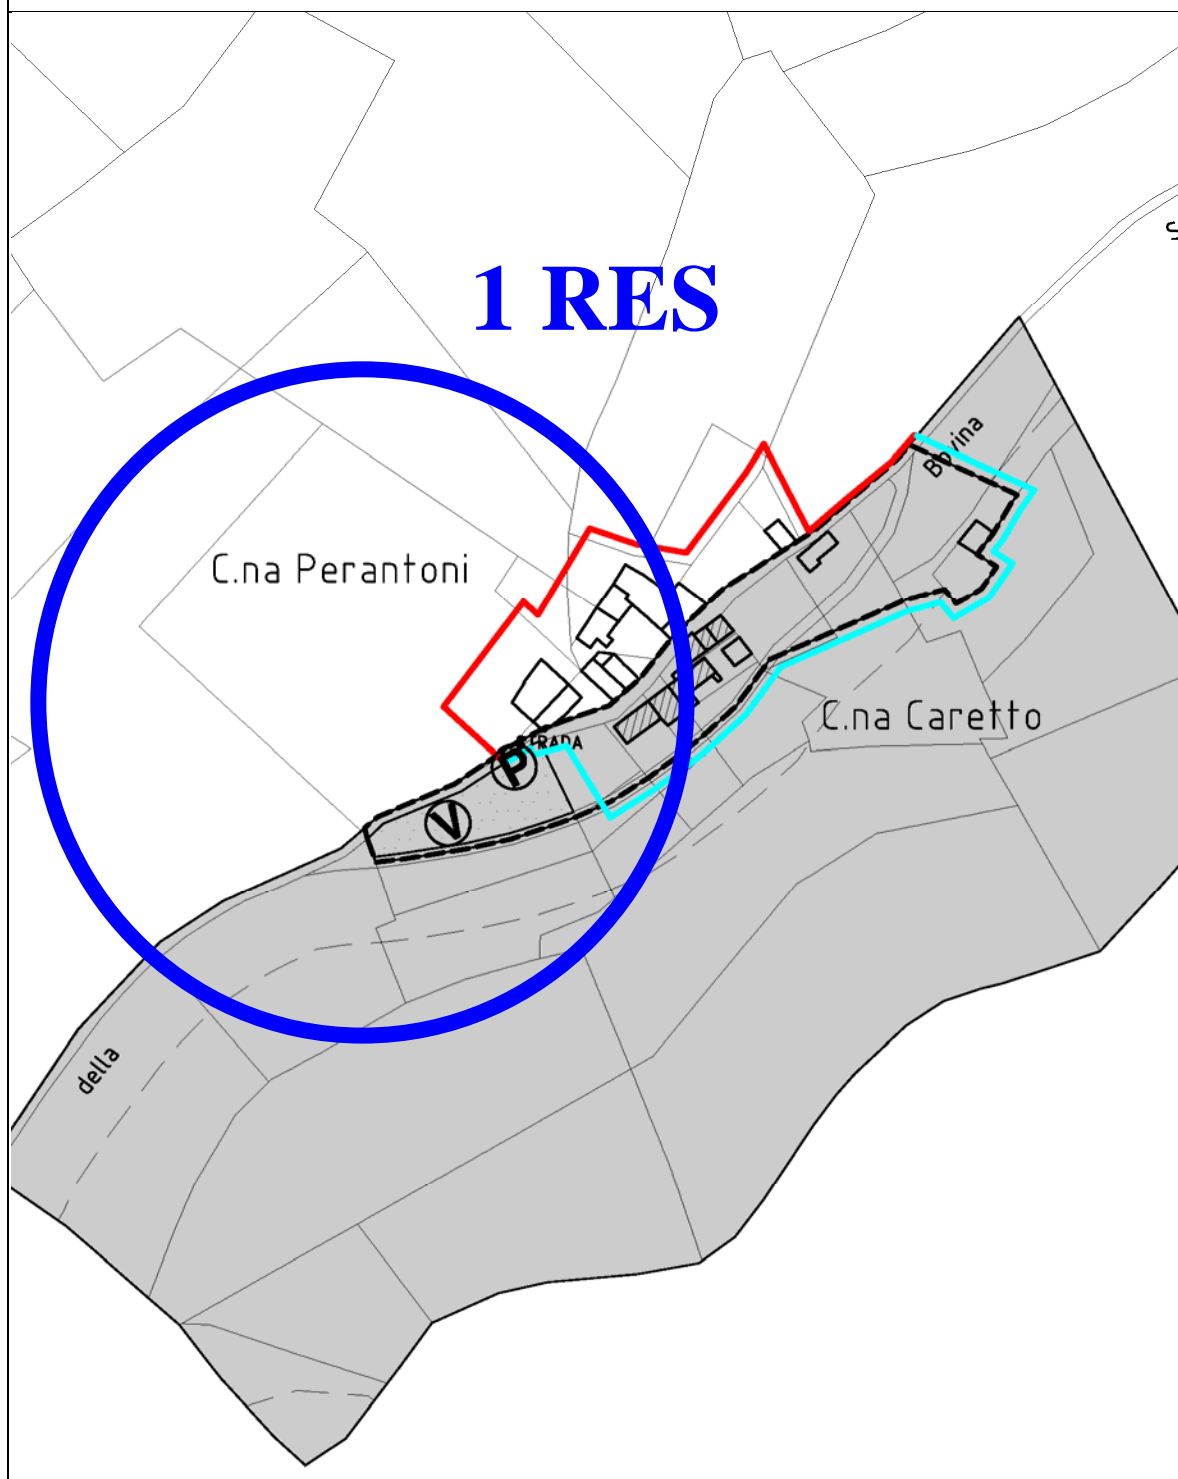 1 RES
Bovina
C.na Perantoni
C.na Caretto
STRADA
P
V
della